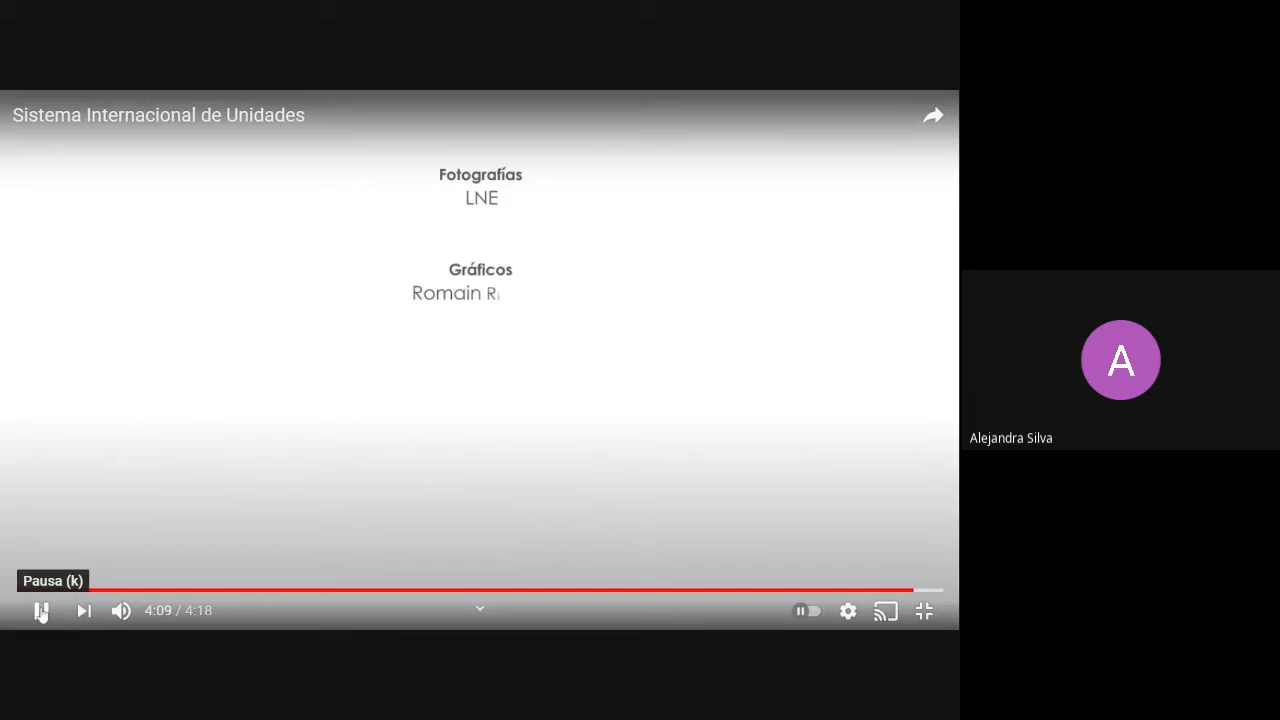 Sistema Internacional de Unidades
Fotografías
LNE
Gráficos
Romain
A
Alejandra Silva
Pausa (k)
4:09 / 4:18